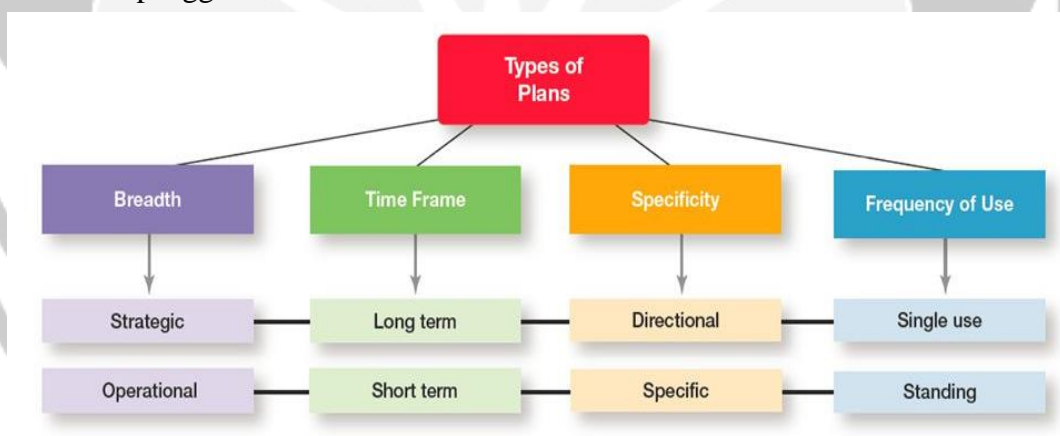 Types of
Plans
Breadth
Time Frame
Specificity
Frequency of Use
Strategic
Long term
Directional
Single use
Operational
Short term
Specific
Standing